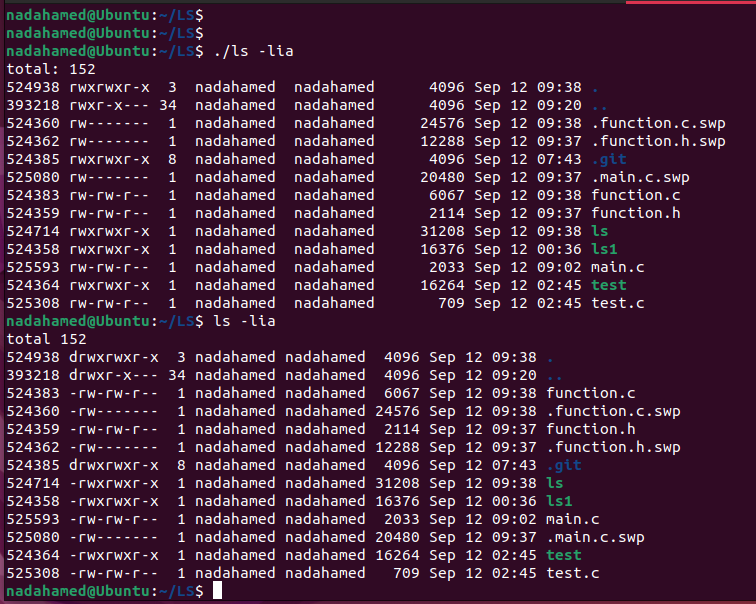 nadahamed@Ubuntu:~/LS$
nadahamed@Ubuntu:~/LS$
nadahamed@Ubuntu:~/LS$ ./ls -lia
total: 152
524938 rwxrwxr-x  3  nadahamed  nadahamed      4096 Sep 12 09:38 .
393218 rwxr-x--- 34  nadahamed  nadahamed      4096 Sep 12 09:20 ..
524360 rw-------  1  nadahamed  nadahamed     24576 Sep 12 09:38 .function.c.swp
524362 rw-------  1  nadahamed  nadahamed     12288 Sep 12 09:37 .function.h.swp
524385 rwxrwxr-x  8  nadahamed  nadahamed      4096 Sep 12 07:43 .git
525080 rw-------  1  nadahamed  nadahamed     20480 Sep 12 09:37 .main.c.swp
524383 rw-rw-r--  1  nadahamed  nadahamed      6067 Sep 12 09:38 function.c
524359 rw-rw-r--  1  nadahamed  nadahamed      2114 Sep 12 09:37 function.h
524714 rwxrwxr-x  1  nadahamed  nadahamed     31208 Sep 12 09:38 ls
524358 rwxrwxr-x  1  nadahamed  nadahamed     16376 Sep 12 00:36 ls1
525593 rw-rw-r--  1  nadahamed  nadahamed      2033 Sep 12 09:02 main.c
524364 rwxrwxr-x  1  nadahamed  nadahamed     16264 Sep 12 02:45 test
525308 rw-rw-r--  1  nadahamed  nadahamed       709 Sep 12 02:45 test.c
nadahamed@Ubuntu:~/LS$ ls -lia
total 152
524938 drwxrwxr-x  3 nadahamed nadahamed  4096 Sep 12 09:38 .
393218 drwxr-x--- 34 nadahamed nadahamed  4096 Sep 12 09:20 ..
524383 -rw-rw-r--  1 nadahamed nadahamed  6067 Sep 12 09:38 function.c
524360 -rw-------  1 nadahamed nadahamed 24576 Sep 12 09:38 .function.c.swp
524359 -rw-rw-r--  1 nadahamed nadahamed  2114 Sep 12 09:37 function.h
524362 -rw-------  1 nadahamed nadahamed 12288 Sep 12 09:37 .function.h.swp
524385 drwxrwxr-x  8 nadahamed nadahamed  4096 Sep 12 07:43 .git
524714 -rwxrwxr-x  1 nadahamed nadahamed 31208 Sep 12 09:38 ls
524358 -rwxrwxr-x  1 nadahamed nadahamed 16376 Sep 12 00:36 ls1
525593 -rw-rw-r--  1 nadahamed nadahamed  2033 Sep 12 09:02 main.c
525080 -rw-------  1 nadahamed nadahamed 20480 Sep 12 09:37 .main.c.swp
524364 -rwxrwxr-x  1 nadahamed nadahamed 16264 Sep 12 02:45 test
525308 -rw-rw-r--  1 nadahamed nadahamed   709 Sep 12 02:45 test.c
nadahamed@Ubuntu:~/LS$